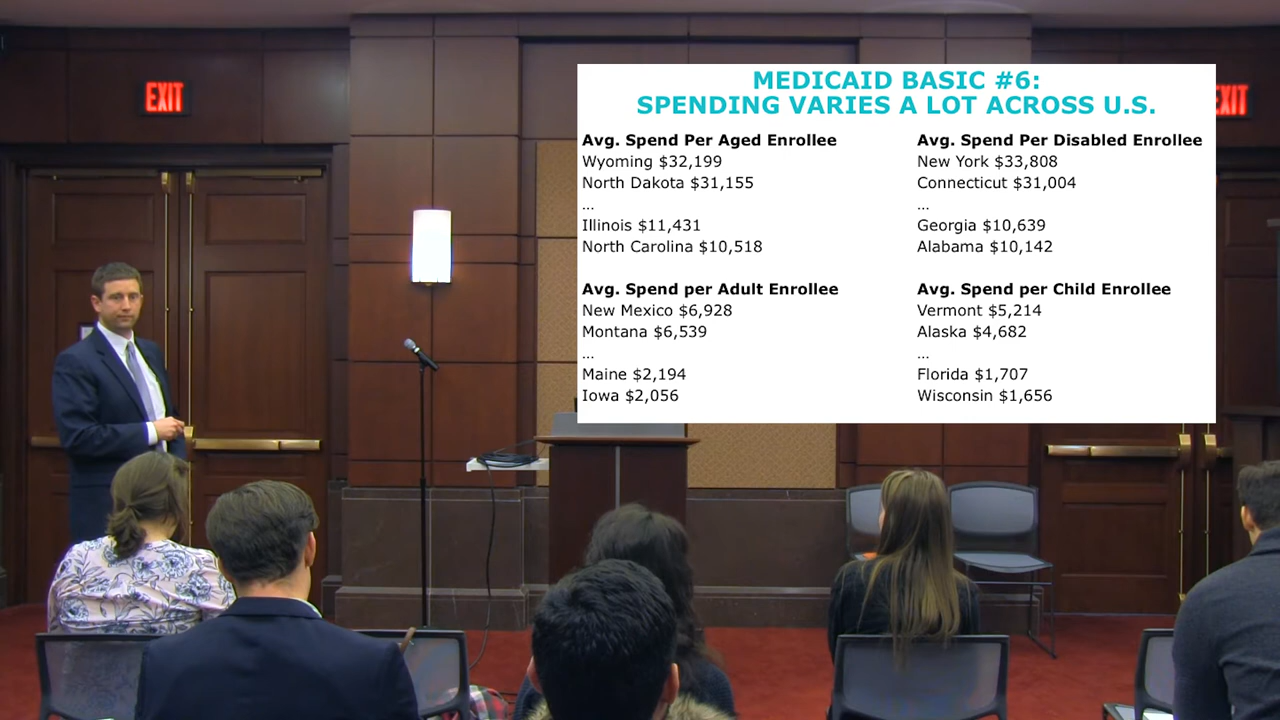 EXIT
MEDICAID BASIC #6:
SPENDING VARIES A LOT ACROSS U.S.
EXIT
Avg. Spend Per Aged Enrollee
Wyoming $32,199
North Dakota $31,155
...
Illinois $11,431
North Carolina $10,518
Avg. Spend Per Disabled Enrollee
New York $33,808
Connecticut $31,004
...
Georgia $10,639
Alabama $10,142
Avg. Spend per Adult Enrollee
New Mexico $6,928
Montana $6,539
...
Maine $2,194
Iowa $2,056
Avg. Spend per Child Enrollee
Vermont $5,214
Alaska $4,682
...
Florida $1,707
Wisconsin $1,656